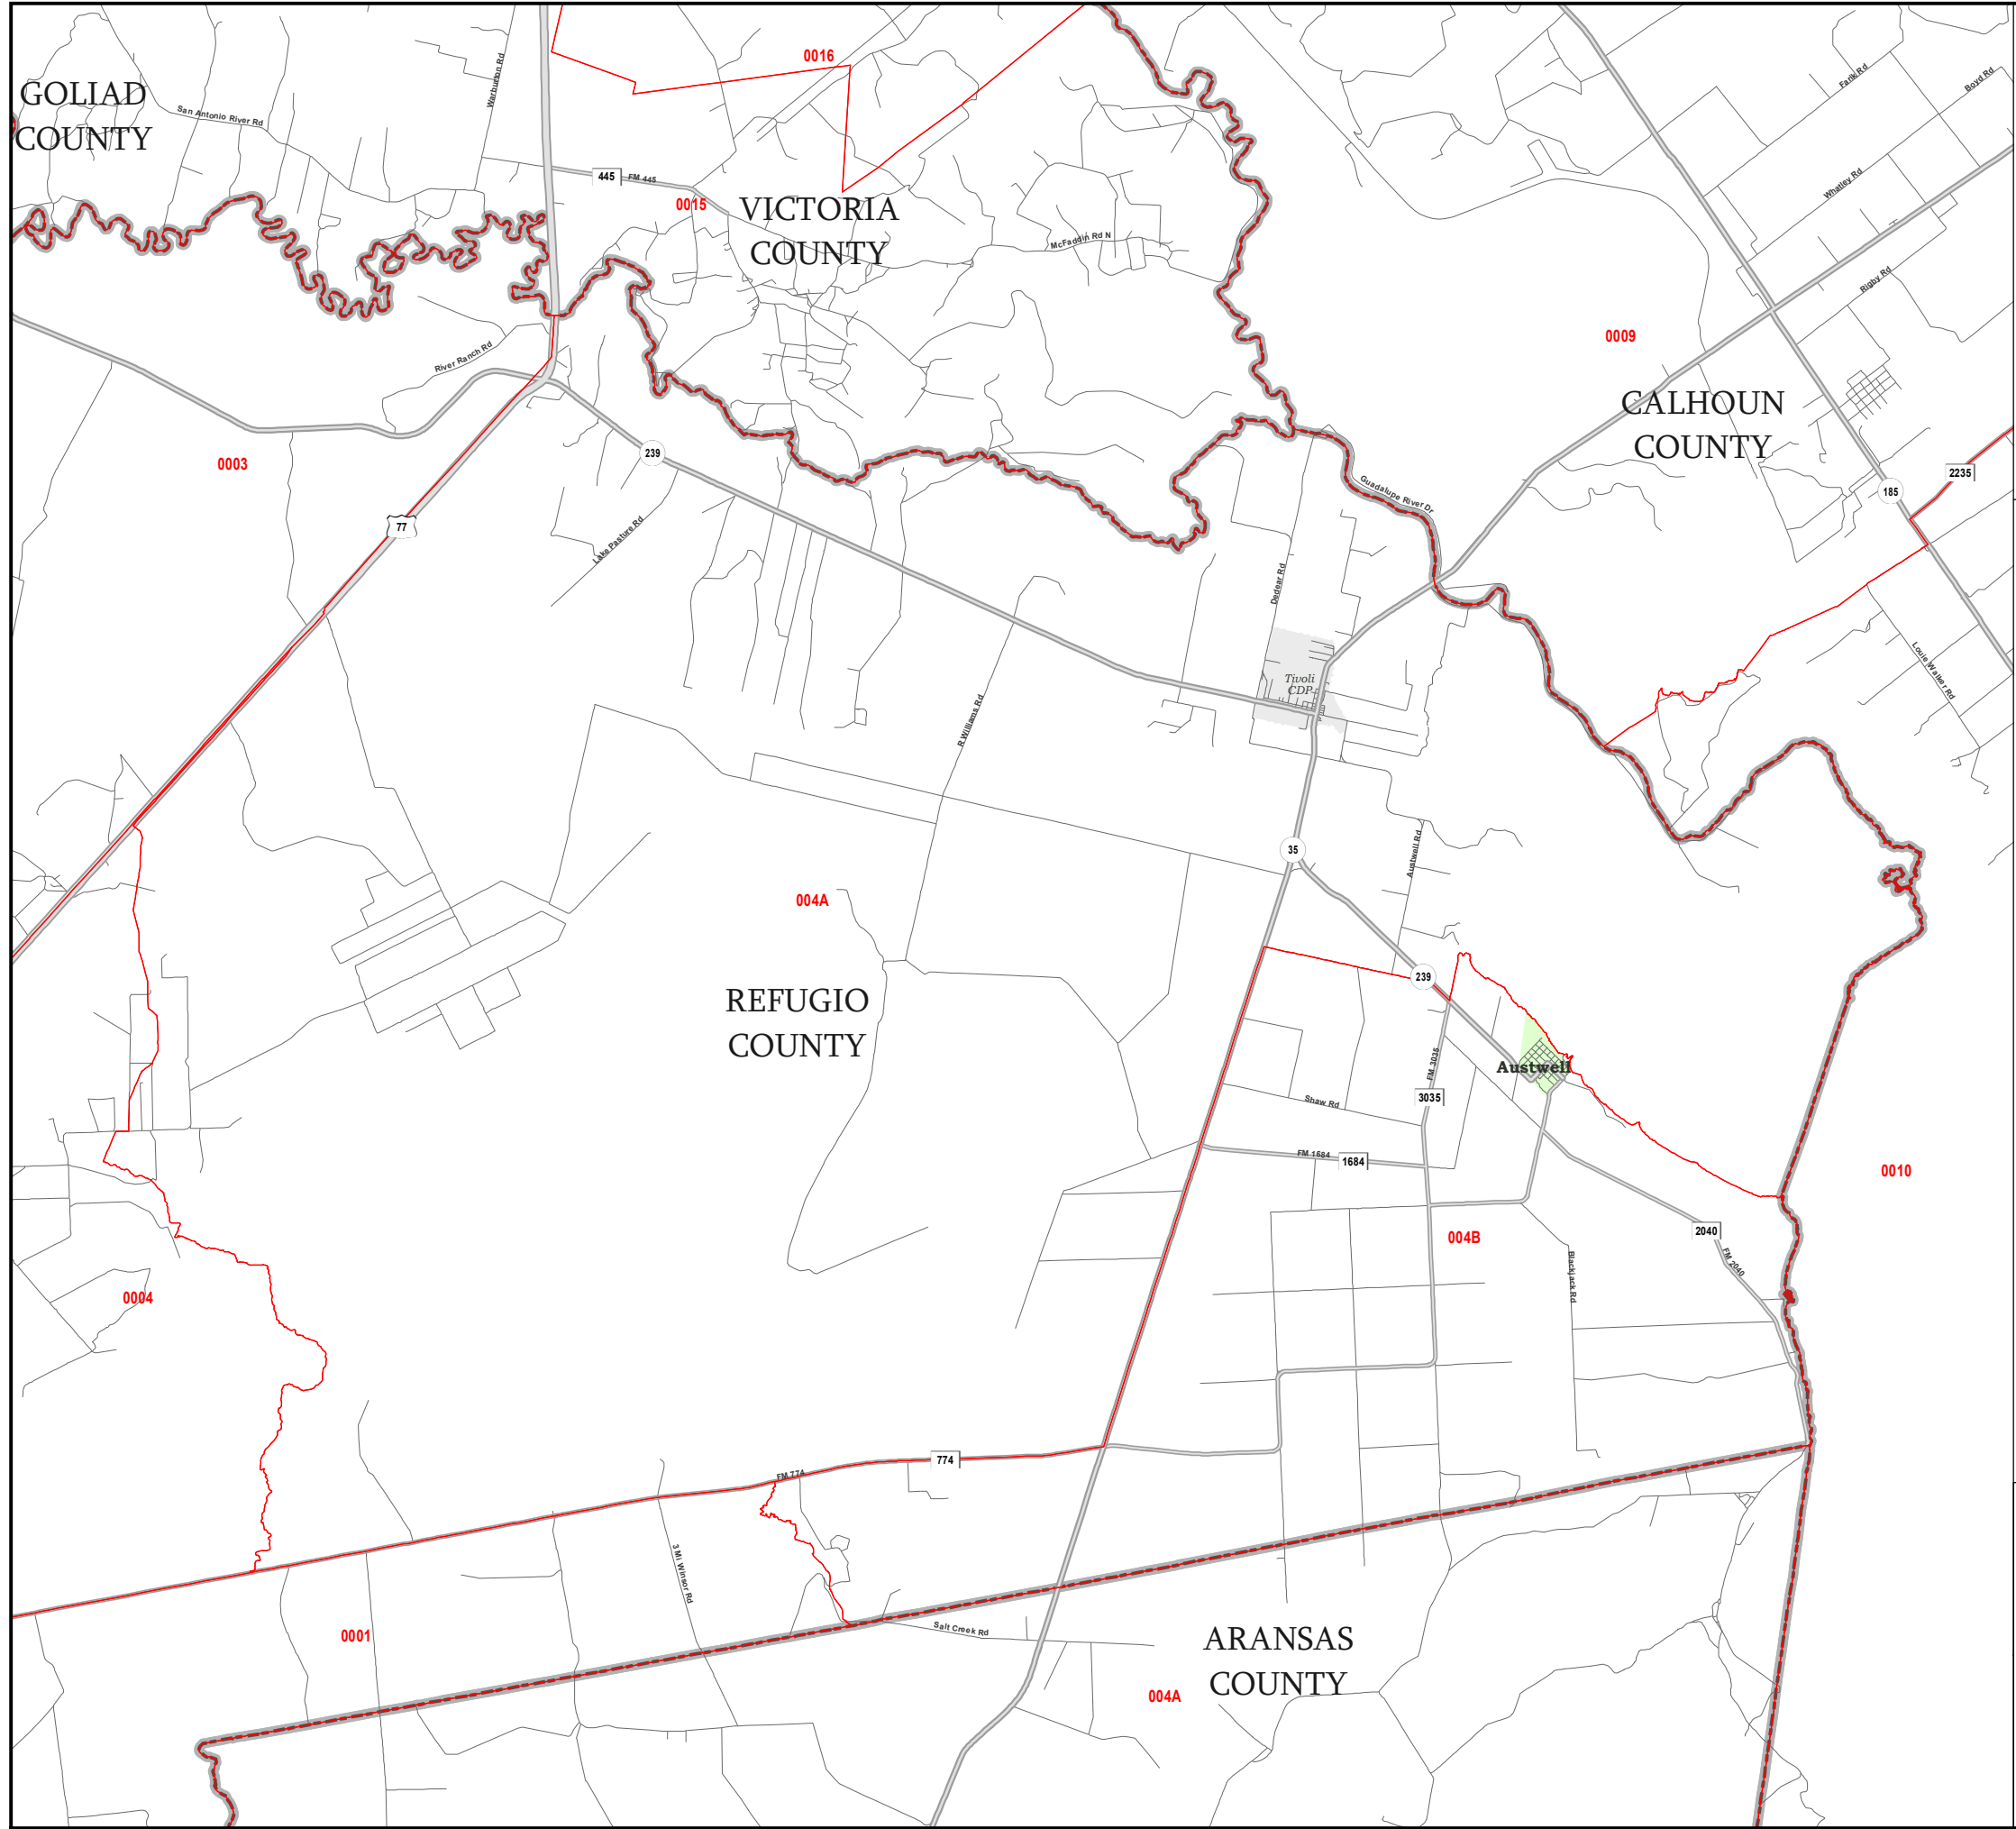 0016
Fank Rd
Boyd Rd
Warburton Rd
GOLIAD
COUNTY
San Antonio River Rd
445
FM 445
0015
VICTORIA
COUNTY
McFaddin Rd N
Whatley Rd
Rigby Rd
0009
River Ranch Rd
CALHOUN
COUNTY
0003
239
2235
185
Guadalupe River Dr
77
Lake Pasture Rd
Dedear Rd
Louie Walker Rd
Tivoli
CDP
R Williams Rd
35
Austwell Rd
004A
REFUGIO
COUNTY
239
Austwell
FM 3035
3035
Shaw Rd
FM 1684
1684
0010
2040
FM 2040
004B
Blackjack Rd
0004
774
FM 774
3 Mi Winsor Rd
0001
Salt Creek Rd
ARANSAS
COUNTY
004A